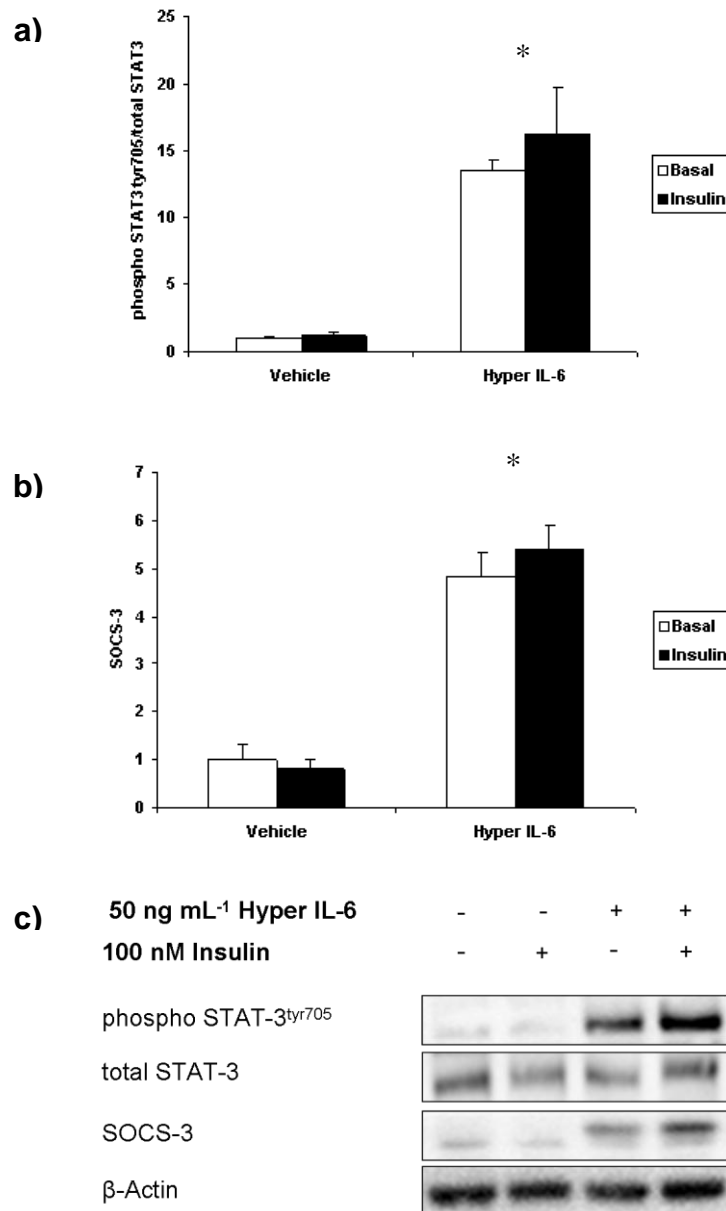 a)
phospho STAT3tyr705/total STAT3
25
20
15
10
5
0
*
Vehicle
Hyper IL-6
Basal
Insulin
b)
SOCS-3
7
6
5
4
3
2
1
0
*
Vehicle
Hyper IL-6
Basal
Insulin
c)
50 ng mL⁻¹ Hyper IL-6 - - + +
100 nM Insulin - + - +
phospho STAT-3ᵗʸʳ⁷⁰⁵
total STAT-3
SOCS-3
β-Actin